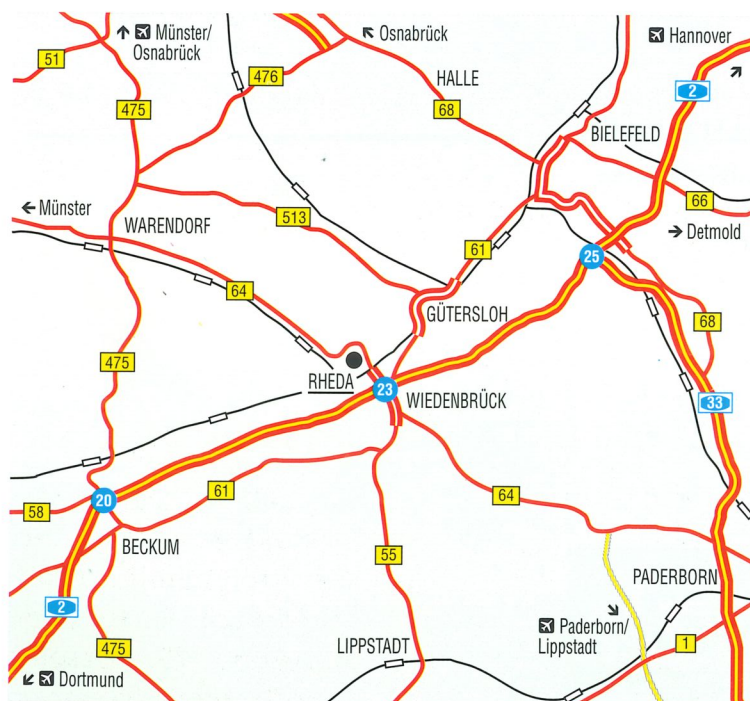 51
Münster/
Osnabrück
Osnabrück
Hannover
476
HALLE
2
475
68
BIELEFELD
66
Münster
WARENDORF
513
61
Detmold
25
64
GÜTERSLOH
68
475
RHEDA
23
WIEDENBRÜCK
33
20
61
64
58
BECKUM
55
2
PADERBORN
475
LIPPSTADT
Paderborn/
Lippstadt
1
Dortmund